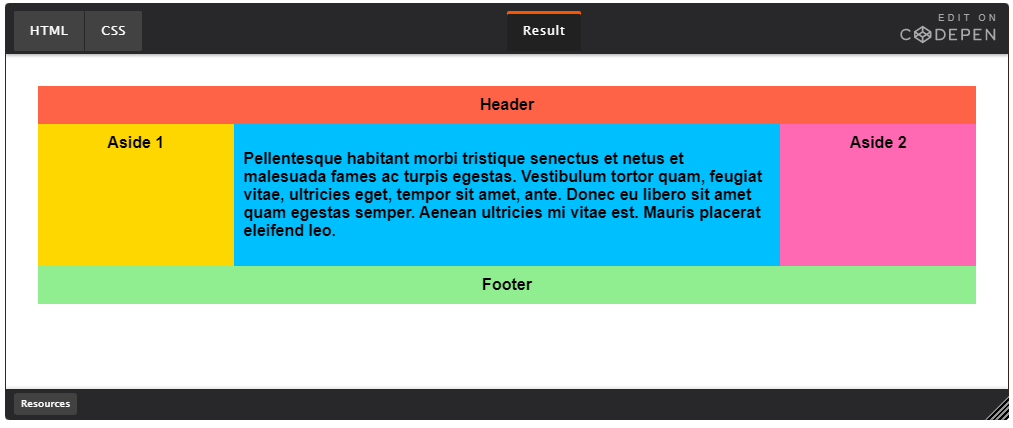 HTML CSS Result EDIT ON
CODEPEN
Header
Aside 1
Pellentesque habitant morbi tristique senectus et netus et
malesuada fames ac turpis egestas. Vestibulum tortor quam, feugiat
vitae, ultricies eget, tempor sit amet, ante. Donec eu libero sit amet
quam egestas semper. Aenean ultricies mi vitae est. Mauris placerat
eleifend leo.
Aside 2
Footer
Resources